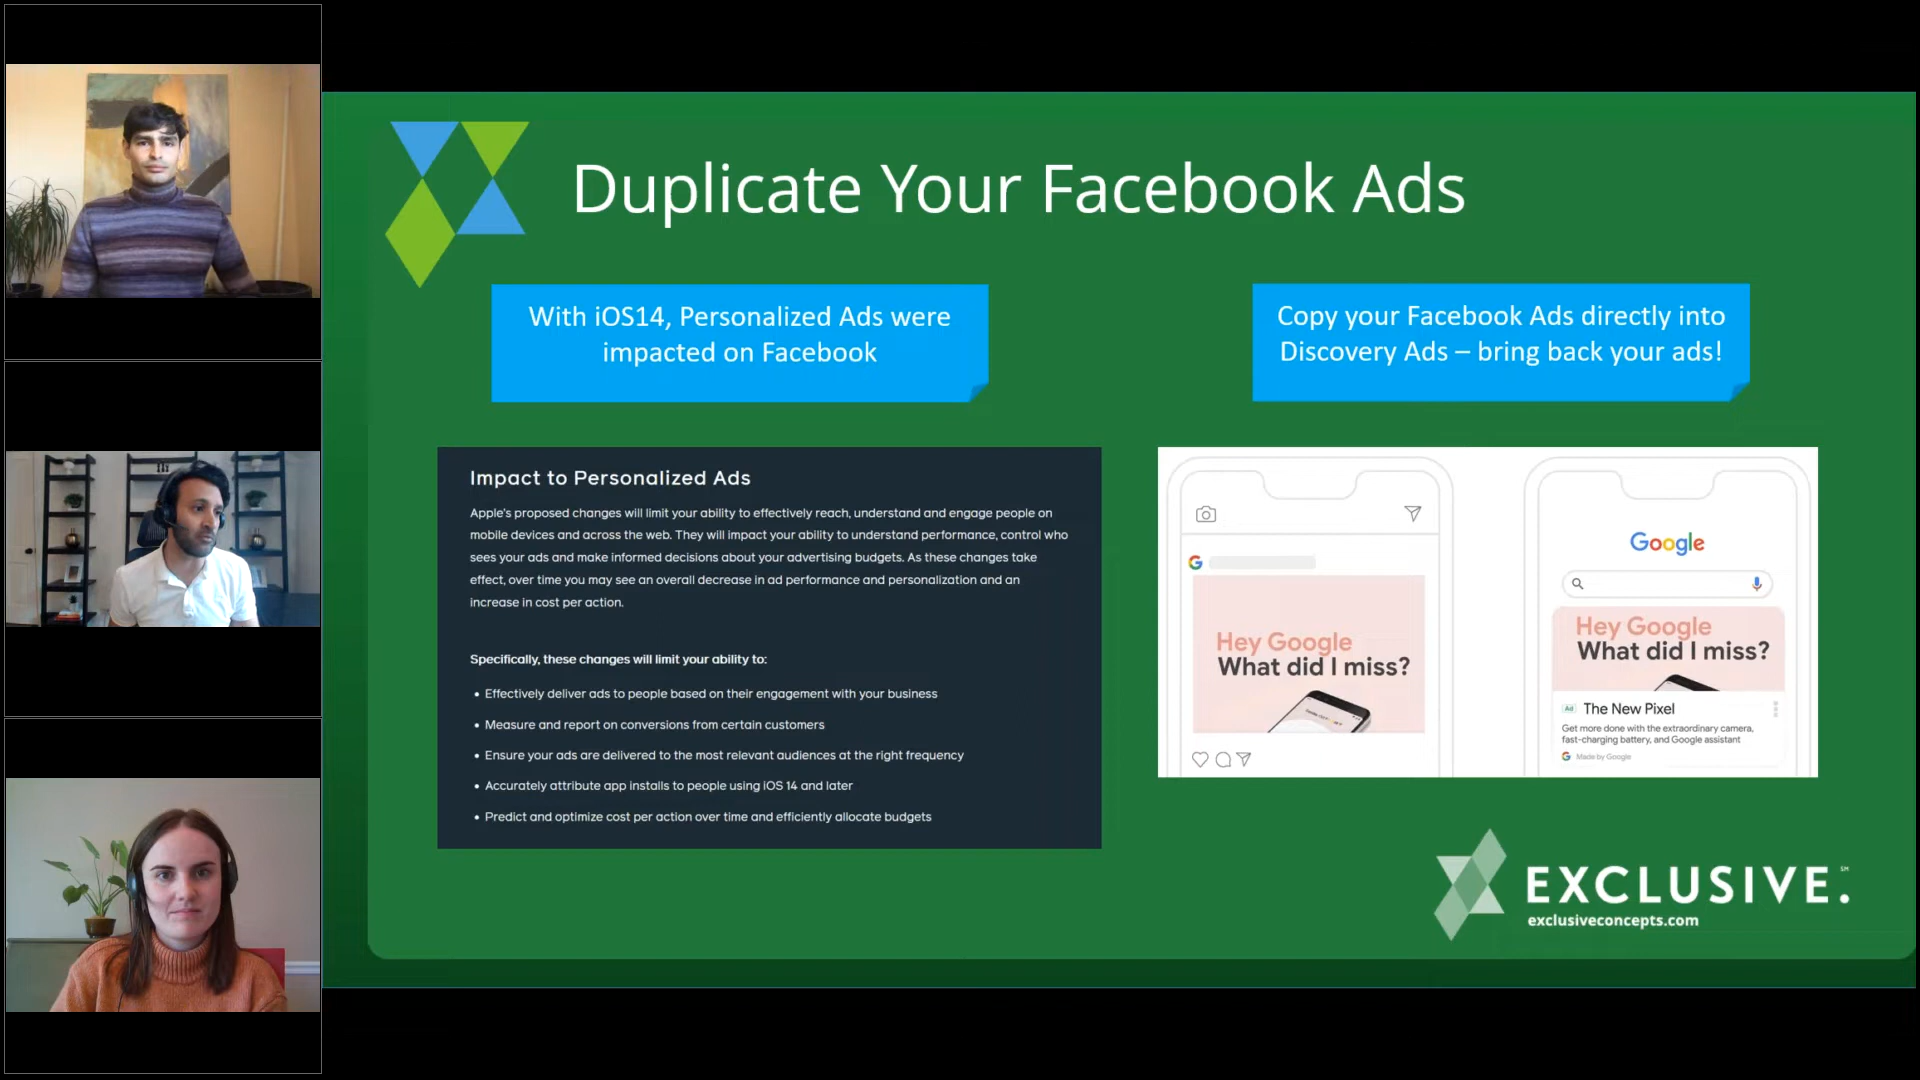 Duplicate Your Facebook Ads
With iOS14, Personalized Ads were
impacted on Facebook
Copy your Facebook Ads directly into
Discovery Ads – bring back your ads!
Impact to Personalized Ads
Apple's proposed changes will limit your ability to effectively reach, understand and engage people on
mobile devices and across the web. They will impact your ability to understand performance, control who
sees your ads and make informed decisions about your advertising budgets. As these changes take
effect, over time you may see an overall decrease in ad performance and personalization and an
increase in cost per action.
Specifically, these changes will limit your ability to:
• Effectively deliver ads to people based on their engagement with your business
• Measure and report on conversions from certain customers
• Ensure your ads are delivered to the most relevant audiences at the right frequency
• Accurately attribute app installs to people using iOS 14 and later
• Predict and optimize cost per action over time and efficiently allocate budgets
G
Hey Google
What did I miss?
Google
Hey Google
What did I miss?
Ad The New Pixel
Get more done with the extraordinary camera,
fast-charging battery, and Google assistant
G Made by Google
EXCLUSIVE.℠
exclusiveconcepts.com